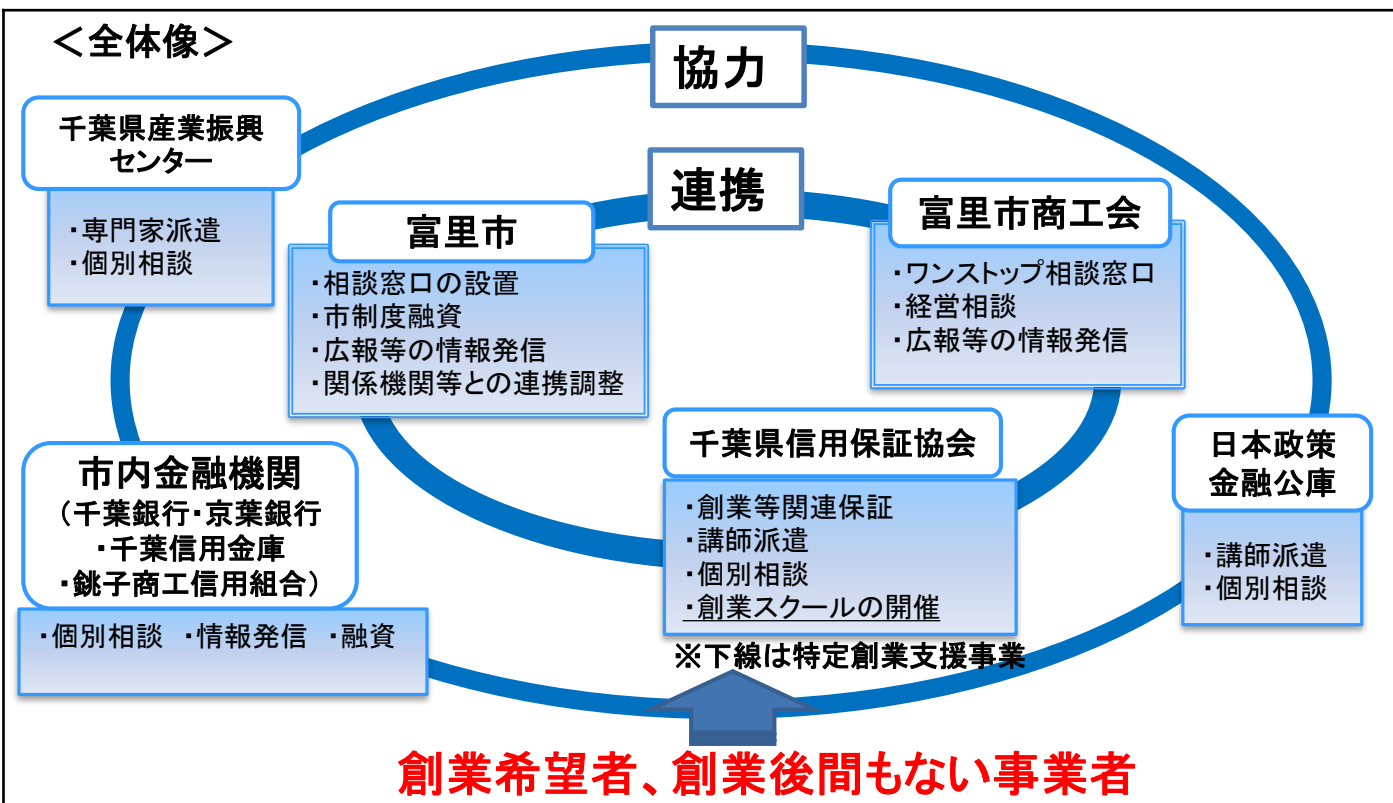 ＜全体像＞
協力
千葉県産業振興
センター
・専門家派遣
・個別相談
連携
富里市
・相談窓口の設置
・市制度融資
・広報等の情報発信
・関係機関等との連携調整
富里市商工会
・ワンストップ相談窓口
・経営相談
・広報等の情報発信
市内金融機関
（千葉銀行・京葉銀行
・千葉信用金庫
・銚子商工信用組合）
・個別相談　・情報発信　・融資
千葉県信用保証協会
・創業等関連保証
・講師派遣
・個別相談
・創業スクールの開催
※下線は特定創業支援事業
日本政策
金融公庫
・講師派遣
・個別相談
創業希望者、創業後間もない事業者